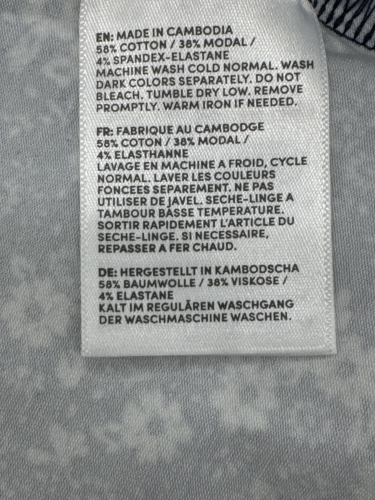 EN: MADE IN CAMBODIA
58% COTTON / 38% MODAL /
4% SPANDEX-ELASTANE
MACHINE WASH COLD NORMAL. WASH
DARK COLORS SEPARATELY. DO NOT
BLEACH. TUMBLE DRY LOW. REMOVE
PROMPTLY. WARM IRON IF NEEDED.
FR: FABRIQUE AU CAMBODGE
58% COTON / 38% MODAL /
4% ELASTHANNE
LAVAGE EN MACHINE A FROID, CYCLE
NORMAL. LAVER LES COULEURS
FONCEES SEPAREMENT. NE PAS
UTILISER DE JAVEL. SECHE-LINGE A
TAMBOUR BASSE TEMPERATURE.
SORTIR RAPIDEMENT L'ARTICLE DU
SECHE-LINGE. SI NECESSAIRE,
REPASSER A FER CHAUD.
DE: HERGESTELLT IN KAMBODSCHA
58% BAUMWOLLE / 38% VISKOSE /
4% ELASTANE
KALT IM REGULÄREN WASCHGANG
DER WASCHMASCHINE WASCHEN.